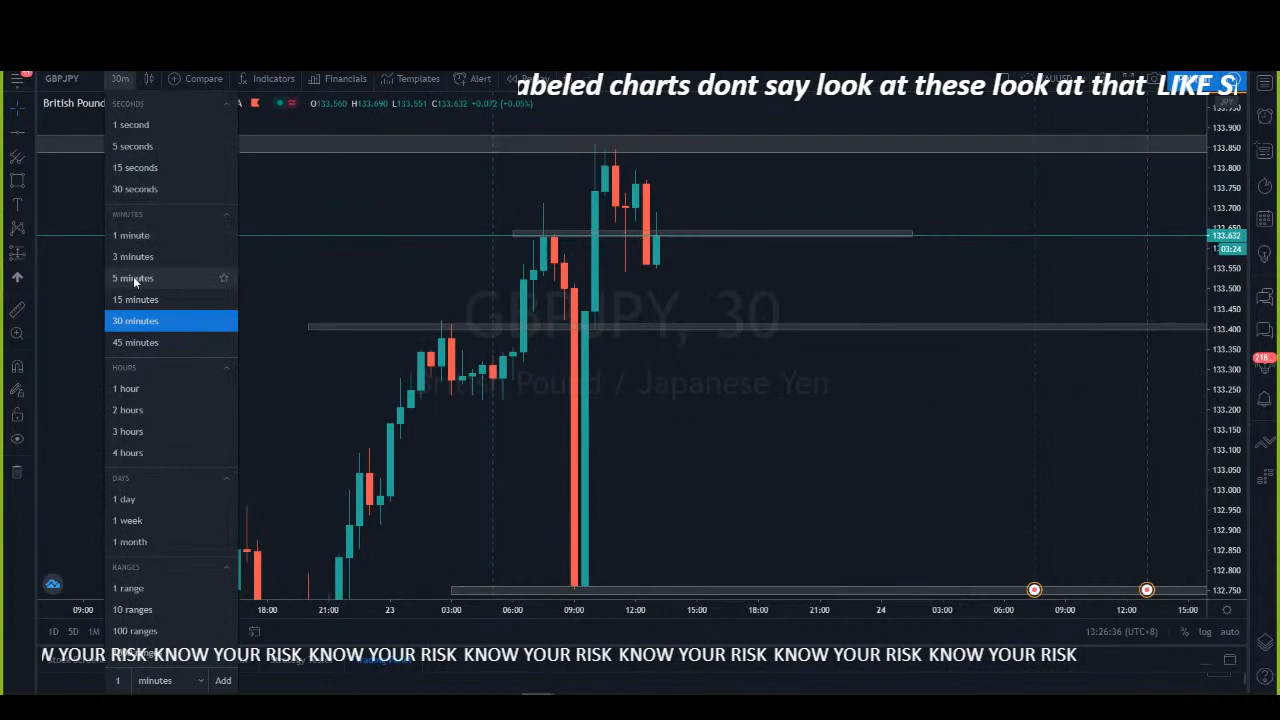 GBPJPY 30m Compare Indicators Financials Templates Alert
abeled charts dont say look at these look at that LIKE S
British Pound O133.560 H133.690 L133.551 C133.632 +0.072 (+0.05%)
JPY
SECONDS
1 second
5 seconds
15 seconds
30 seconds
MINUTES
1 minute
3 minutes
5 minutes
15 minutes
30 minutes
45 minutes
HOURS
1 hour
2 hours
3 hours
4 hours
DAYS
1 day
1 week
1 month
RANGES
1 range
10 ranges
100 ranges
1 minutes Add
GBPJPY, 30
British Pound / Japanese Yen
133.900
133.850
133.800
133.750
133.700
133.632
03:24
133.550
133.500
133.450
133.400
133.350
133.300
133.250
133.200
133.150
133.100
133.050
133.000
132.950
132.900
132.850
132.800
132.750
218
09:00 18:00 21:00 23 03:00 06:00 09:00 12:00 15:00 18:00 21:00 24 03:00 06:00 09:00 12:00 15:00
1D 5D 1M 13:26:36 (UTC+8) % log auto
W YOUR RISK KNOW YOUR RISK KNOW YOUR RISK KNOW YOUR RISK KNOW YOUR RISK KNOW YOUR RISK KNOW YOUR RISK